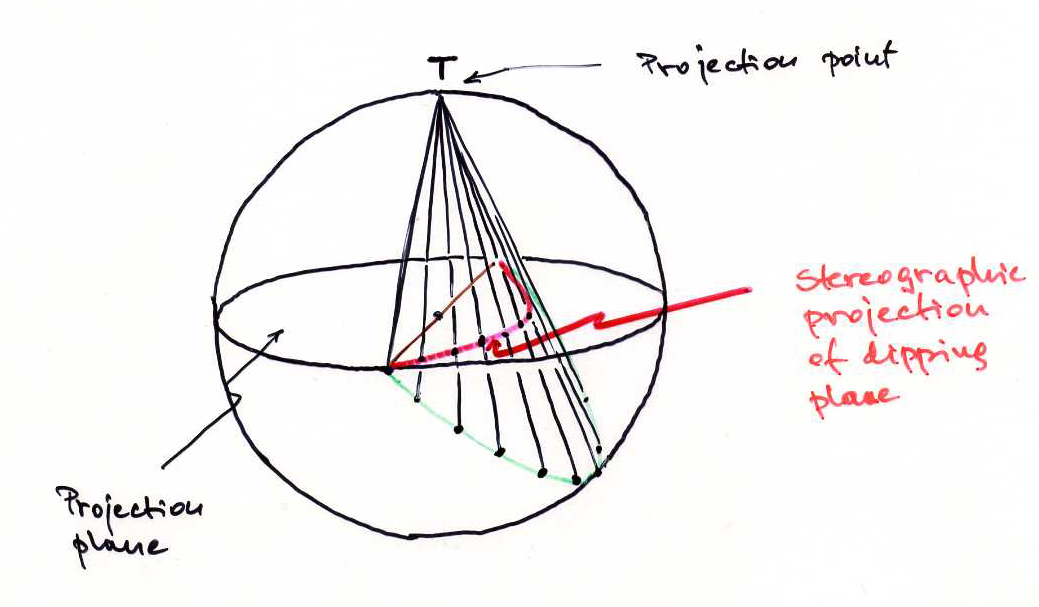 T
Projection point
Stereographic
projection
of dipping
plane
Projection
plane